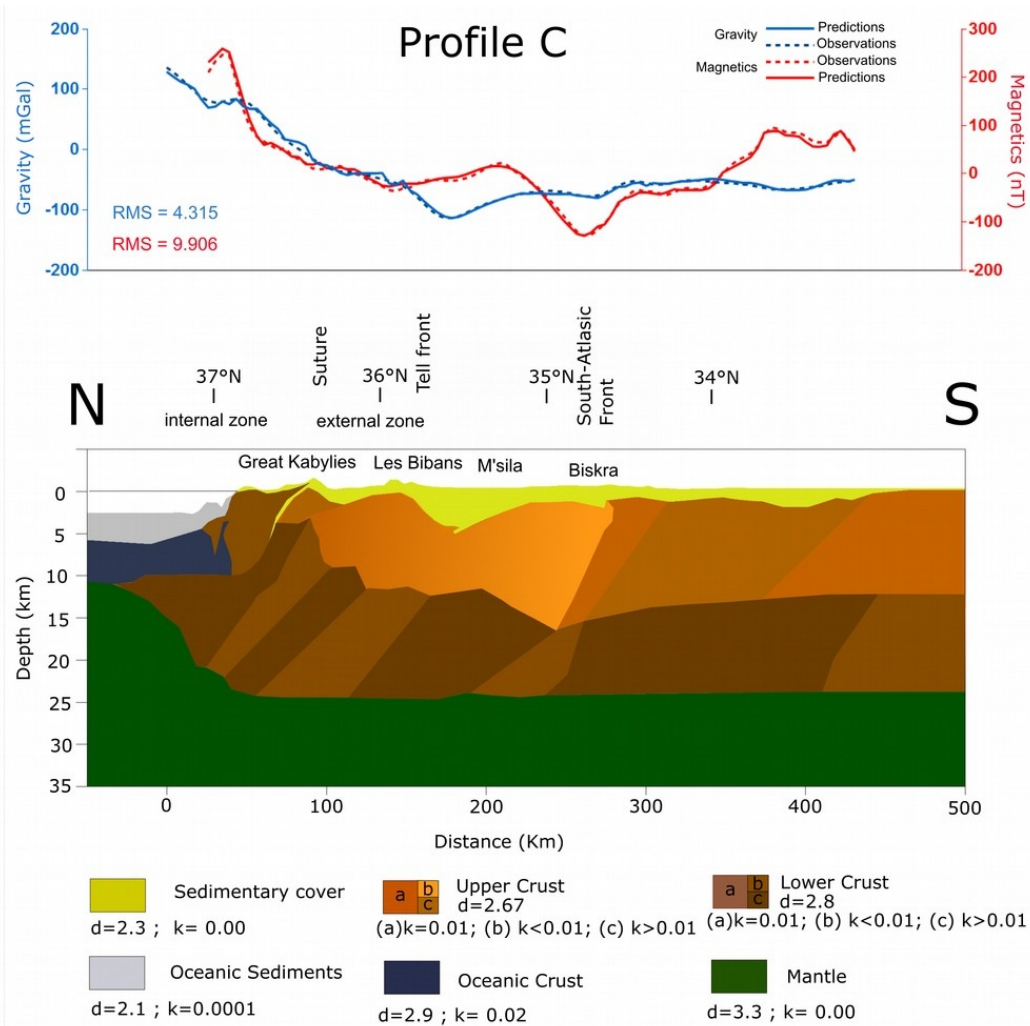 Profile C
200
100
0
-100
-200
Gravity (mGal)
300
200
100
0
-100
-200
Magnetics (nT)
Gravity
Predictions
Observations
Magnetics
Observations
Predictions
RMS = 4.315
RMS = 9.906
Suture
Tell front
South-Atlasic
Front
37°N
36°N
35°N
34°N
N
S
internal zone
external zone
Great Kabylies
Les Bibans
M'sila
Biskra
0
5
10
15
20
25
30
35
Depth (km)
0
100
200
300
400
500
Distance (Km)
Sedimentary cover
d=2.3 ; k= 0.00
a
b
c
Upper Crust
d=2.67
(a)k=0.01; (b) k<0.01; (c) k>0.01
a
b
c
Lower Crust
d=2.8
(a)k=0.01; (b) k<0.01; (c) k>0.01
Oceanic Sediments
d=2.1 ; k=0.0001
Oceanic Crust
d=2.9 ; k= 0.02
Mantle
d=3.3 ; k= 0.00